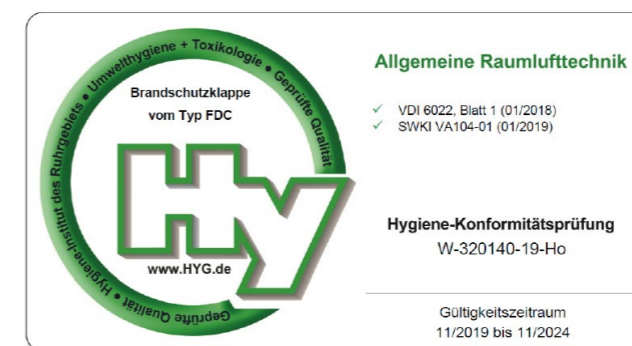 Hygiene-Institut des Ruhrgebiets • Umwelthygiene + Toxikologie • Geprüfte Qualität
Geprüfte Qualität •
Brandschutzklappe
vom Typ FDC
Hy
www.HYG.de
Allgemeine Raumlufttechnik
✓ VDI 6022, Blatt 1 (01/2018)
✓ SWKI VA104-01 (01/2019)
Hygiene-Konformitätsprüfung
W-320140-19-Ho
Gültigkeitszeitraum
11/2019 bis 11/2024